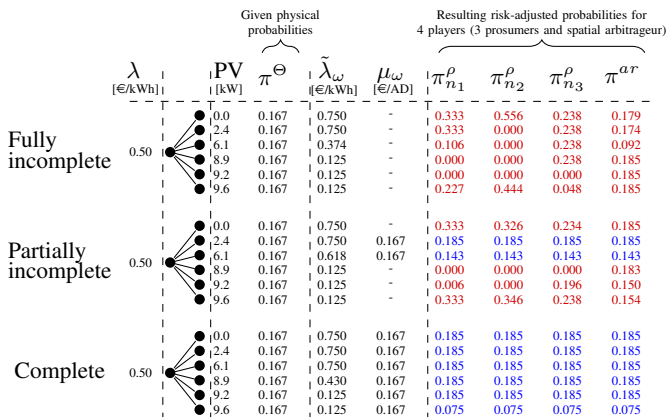 Given physical probabilities
Resulting risk-adjusted probabilities for 4 players (3 prosumers and spatial arbitrageur)
λ PV π^Θ λ̃_ω μ_ω π^ρ_{n_1} π^ρ_{n_2} π^ρ_{n_3} π^{ar}
[€/kWh] [kW] [€/kWh] [€/AD]
Fully incomplete
0.50
0.0 0.167 0.750 - 0.333 0.556 0.238 0.179
2.4 0.167 0.750 - 0.333 0.000 0.238 0.174
6.1 0.167 0.374 - 0.106 0.000 0.238 0.092
8.9 0.167 0.125 - 0.000 0.000 0.238 0.185
9.2 0.167 0.125 - 0.000 0.000 0.000 0.185
9.6 0.167 0.125 - 0.227 0.444 0.048 0.185
Partially incomplete
0.50
0.0 0.167 0.750 - 0.333 0.326 0.234 0.185
2.4 0.167 0.750 0.167 0.185 0.185 0.185 0.185
6.1 0.167 0.618 0.167 0.143 0.143 0.143 0.143
8.9 0.167 0.125 - 0.000 0.000 0.000 0.183
9.2 0.167 0.125 - 0.006 0.000 0.196 0.150
9.6 0.167 0.125 - 0.333 0.346 0.238 0.154
Complete
0.50
0.0 0.167 0.750 0.167 0.185 0.185 0.185 0.185
2.4 0.167 0.750 0.167 0.185 0.185 0.185 0.185
6.1 0.167 0.750 0.167 0.185 0.185 0.185 0.185
8.9 0.167 0.430 0.167 0.185 0.185 0.185 0.185
9.2 0.167 0.125 0.167 0.185 0.185 0.185 0.185
9.6 0.167 0.125 0.167 0.075 0.075 0.075 0.075